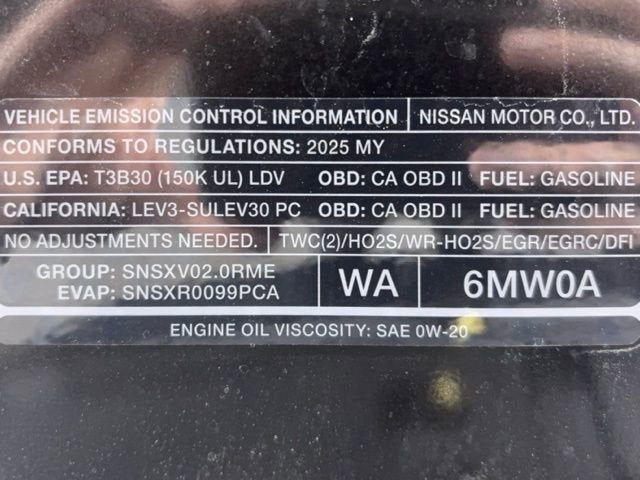 VEHICLE EMISSION CONTROL INFORMATION NISSAN MOTOR CO., LTD.
CONFORMS TO REGULATIONS: 2025 MY
U.S. EPA: T3B30 (150K UL) LDV OBD: CA OBD II FUEL: GASOLINE
CALIFORNIA: LEV3-SULEV30 PC OBD: CA OBD II FUEL: GASOLINE
NO ADJUSTMENTS NEEDED. TWC(2)/HO2S/WR-HO2S/EGR/EGRC/DFI
GROUP: SNSXV02.0RME
EVAP: SNSXR0099PCA
WA
6MW0A
ENGINE OIL VISCOSITY: SAE 0W-20